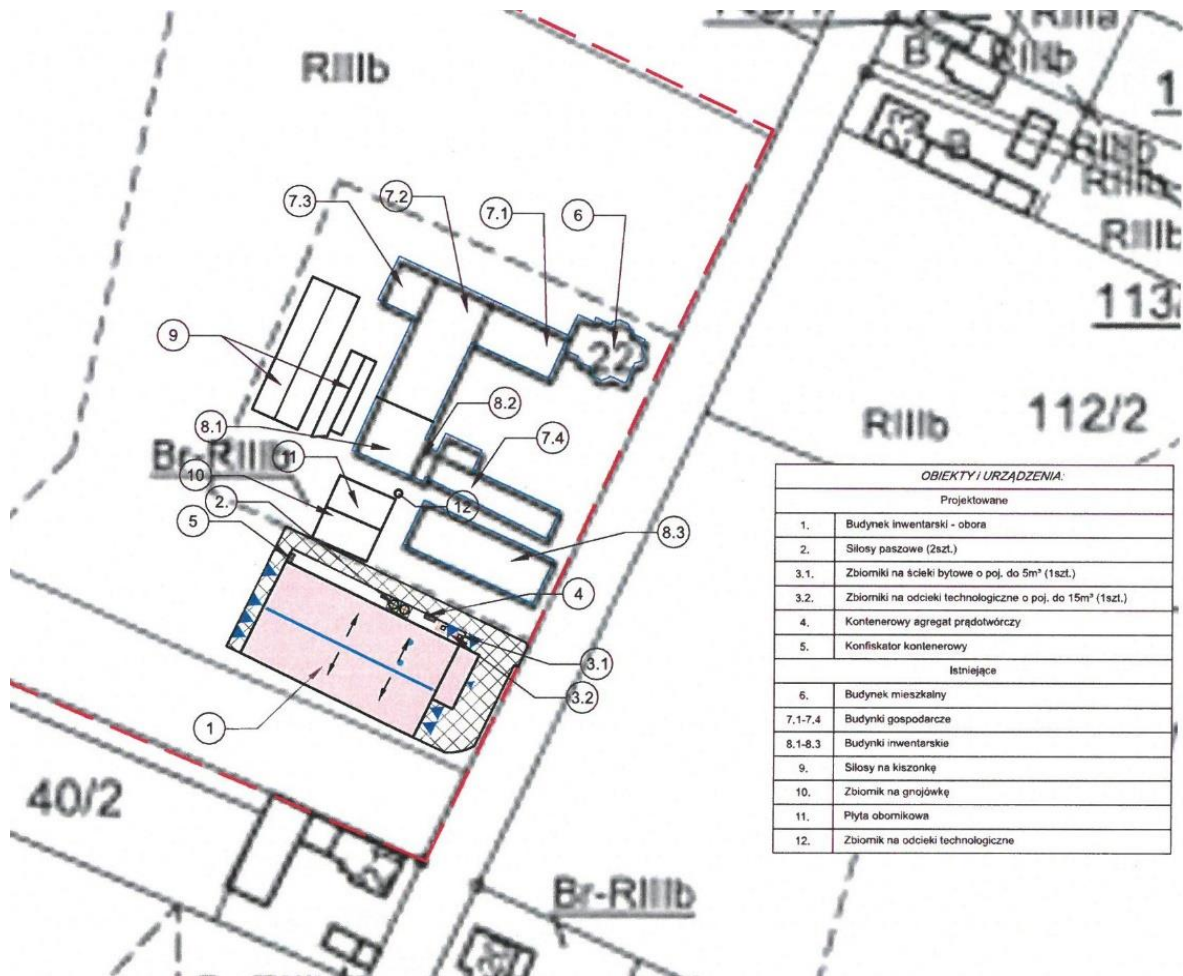 RIIIb
RIIIa
B
RIIIb
1
23
B
RIIIb
RIIIb
RIIIb
113
7.3
7.2
7.1
6
22
9
8.2
8.1
7.4
RIIIb
112/2
Br-RIIIb
11
10
12
2.
5
8.3
4
3.1
3.2
1
40/2
Br-RIIIb
OBIEKTY I URZĄDZENIA:
Projektowane
1. Budynek inwentarski - obora
2. Silosy paszowe (2szt.)
3.1. Zbiorniki na ścieki bytowe o poj. do 5m³ (1szt.)
3.2. Zbiorniki na odcieki technologiczne o poj. do 15m³ (1szt.)
4. Kontenerowy agregat prądotwórczy
5. Konfiskator kontenerowy
Istniejące
6. Budynek mieszkalny
7.1-7.4 Budynki gospodarcze
8.1-8.3 Budynki inwentarskie
9. Silosy na kiszonkę
10. Zbiornik na gnojówkę
11. Płyta obornikowa
12. Zbiornik na odcieki technologiczne